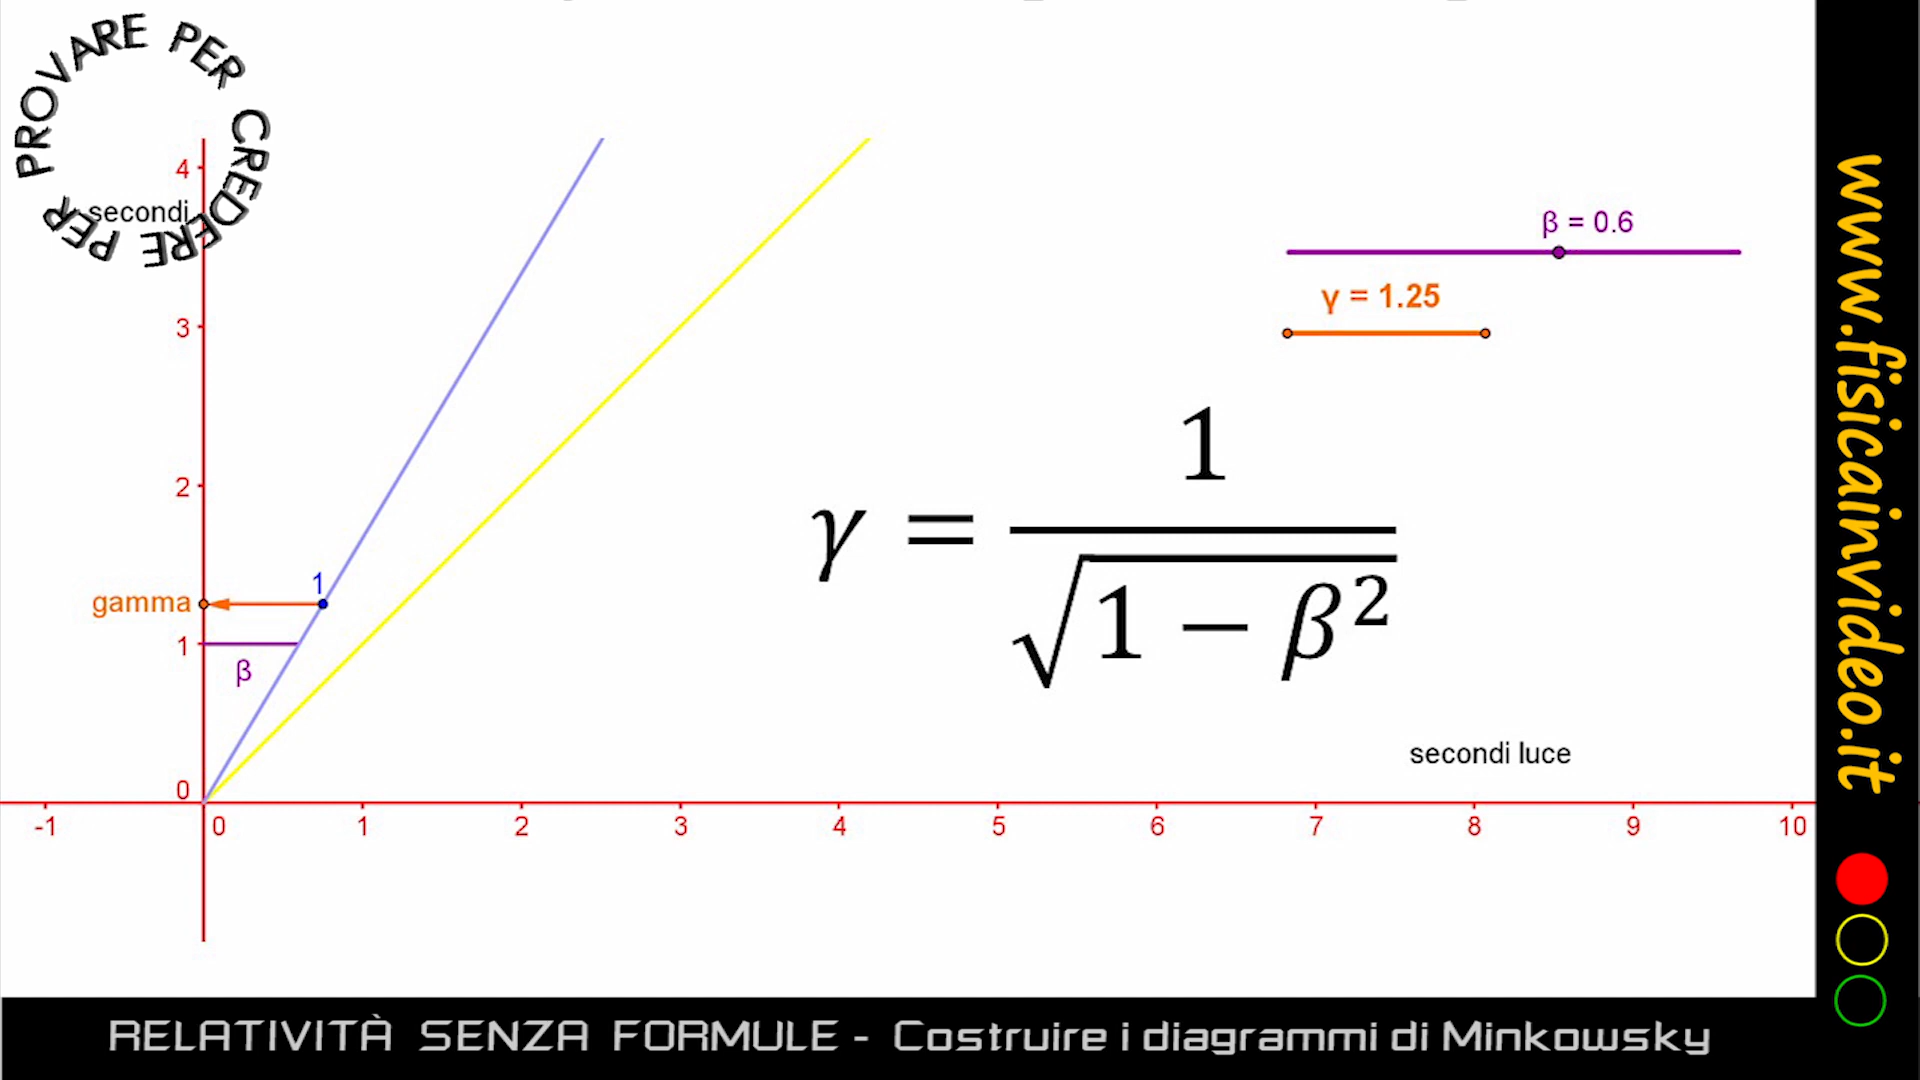 PROVARE PER CREDERE PER
4
secondi
3
2
1
0
gamma
1
β
-1 0 1 2 3 4 5 6 7 8 9 10
β = 0.6
γ = 1.25
γ = 1 / √1 − β²
secondi luce
www.fisicainvideo.it
RELATIVITÀ SENZA FORMULE - Costruire i diagrammi di Minkowsky